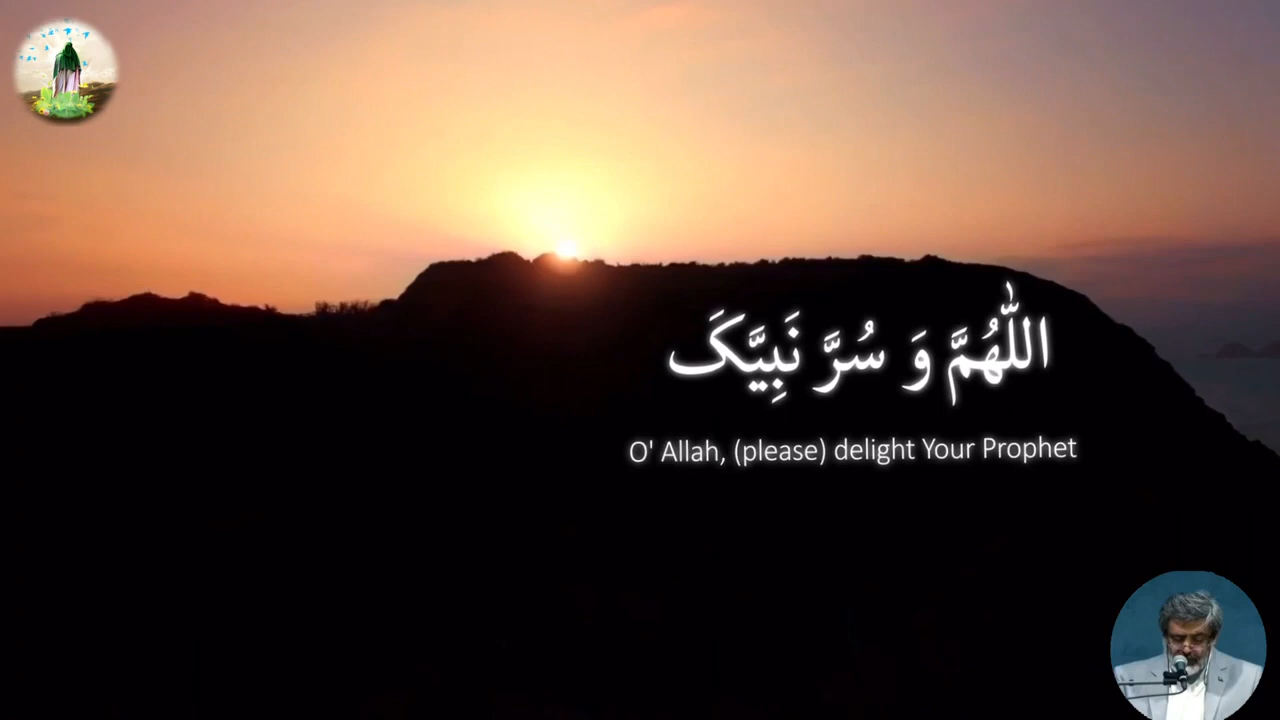 اللّٰهُمَّ وَ سُرَّ نَبِيَّکَ
O' Allah, (please) delight Your Prophet